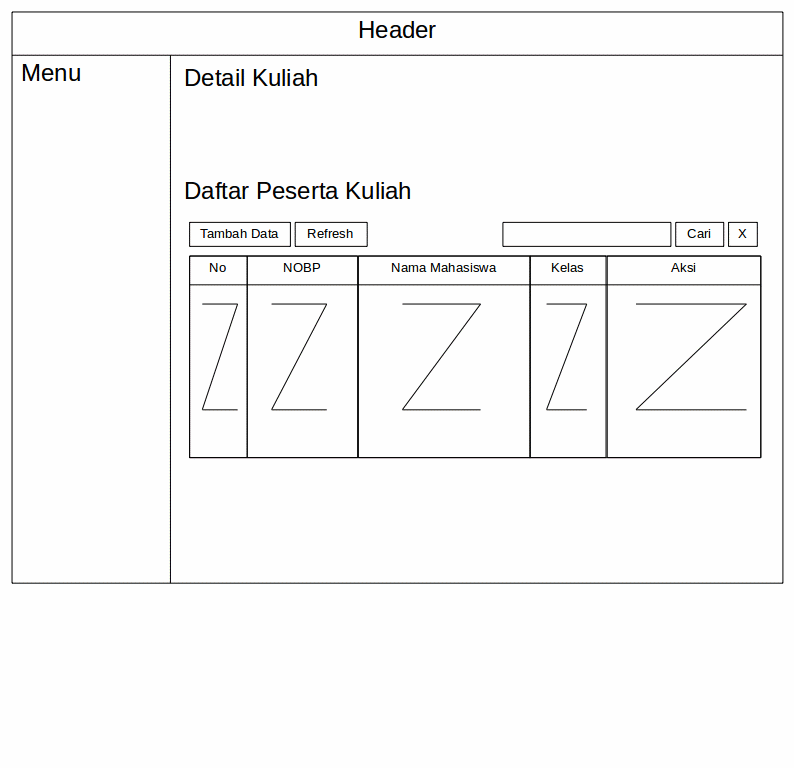 Header
Menu
Detail Kuliah
Daftar Peserta Kuliah
Tambah Data Refresh Cari X
No NOBP Nama Mahasiswa Kelas Aksi